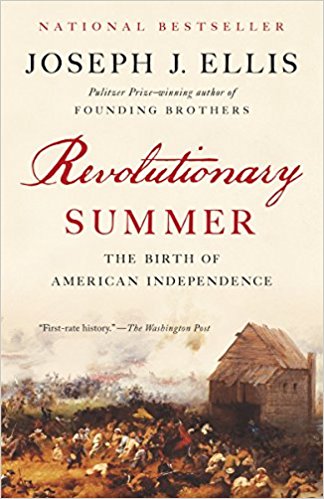 NATIONAL BESTSELLER
JOSEPH J. ELLIS
Pulitzer Prize–winning author of
FOUNDING BROTHERS
Revolutionary
SUMMER
THE BIRTH OF
AMERICAN INDEPENDENCE
"First-rate history."—The Washington Post